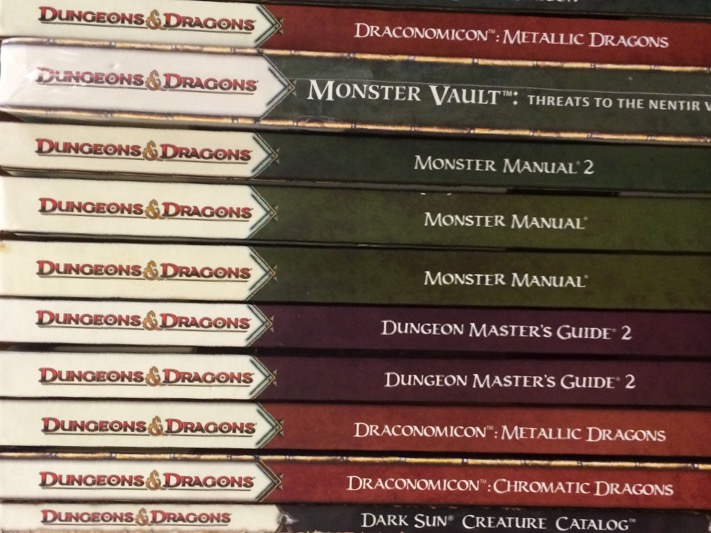 DUNGEONS & DRAGONS DRACONOMICON™: METALLIC DRAGONS
DUNGEONS & DRAGONS MONSTER VAULT™: THREATS TO THE NENTIR
DUNGEONS & DRAGONS MONSTER MANUAL® 2
DUNGEONS & DRAGONS MONSTER MANUAL®
DUNGEONS & DRAGONS MONSTER MANUAL®
DUNGEONS & DRAGONS DUNGEON MASTER'S GUIDE® 2
DUNGEONS & DRAGONS DUNGEON MASTER'S GUIDE® 2
DUNGEONS & DRAGONS DRACONOMICON™: METALLIC DRAGONS
DUNGEONS & DRAGONS DRACONOMICON™: CHROMATIC DRAGONS
DUNGEONS & DRAGONS DARK SUN® CREATURE CATALOG™